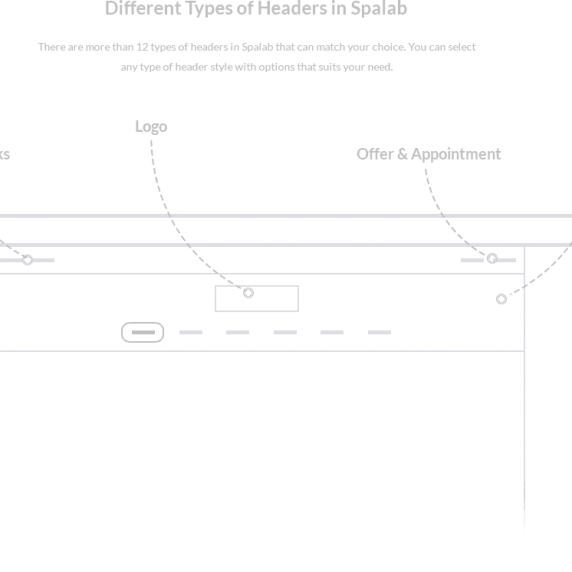 Different Types of Headers in Spalab
There are more than 12 types of headers in Spalab that can match your choice. You can select
any type of header style with options that suits your need.
Logo
ks
Offer & Appointment